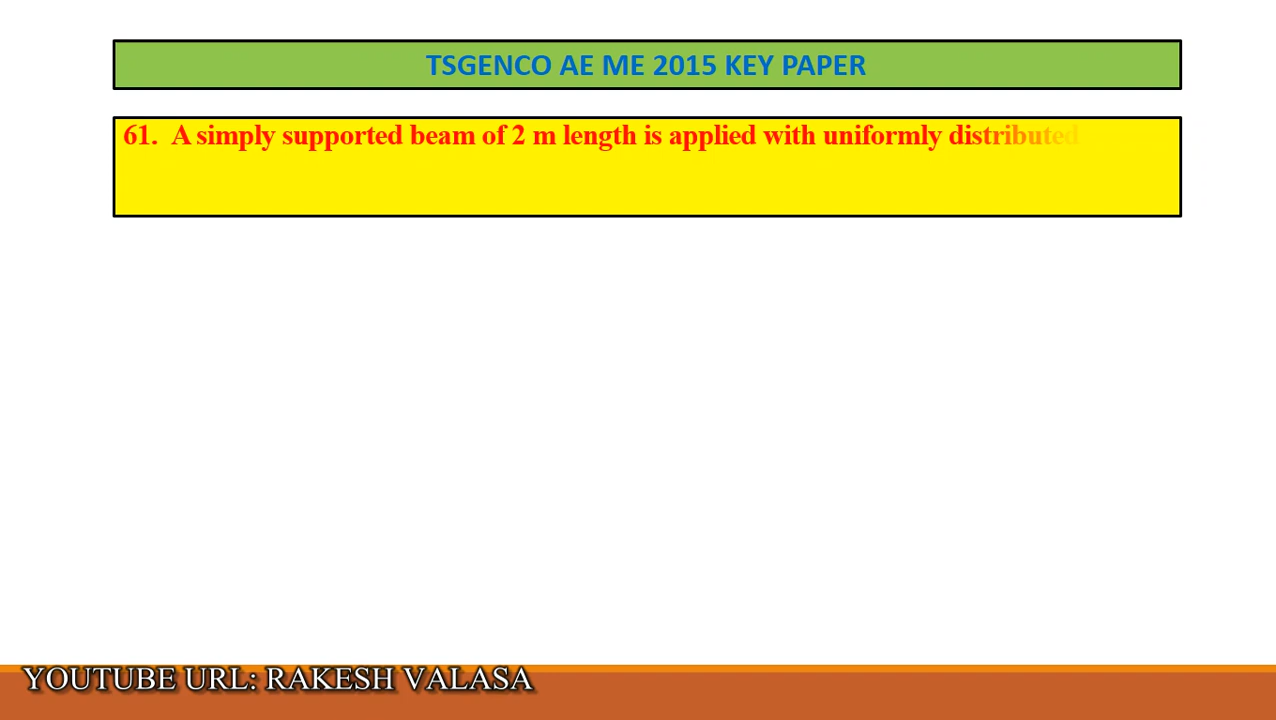 TSGENCO AE ME 2015 KEY PAPER
61. A simply supported beam of 2 m length is applied with uniformly distributed
YOUTUBE URL: RAKESH VALASA